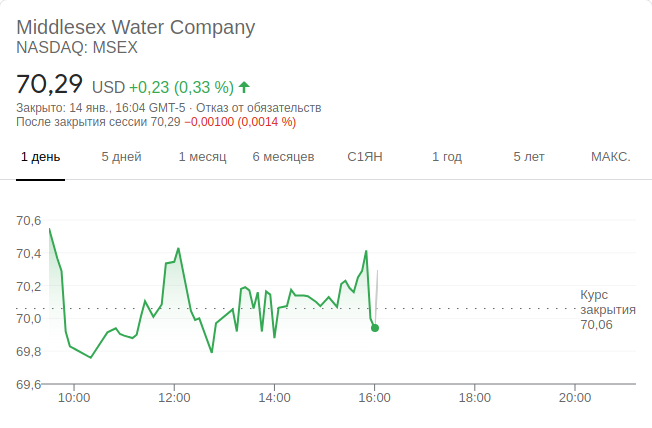 Middlesex Water Company
NASDAQ: MSEX
70,29 USD +0,23 (0,33 %)
Закрыто: 14 янв., 16:04 GMT-5 · Отказ от обязательств
После закрытия сессии 70,29 −0,00100 (0,0014 %)
1 день 5 дней 1 месяц 6 месяцев С1ЯН 1 год 5 лет МАКС.
70,6
70,4
70,2
70,0
69,8
69,6
Курс
закрытия
70,06
10:00 12:00 14:00 16:00 18:00 20:00